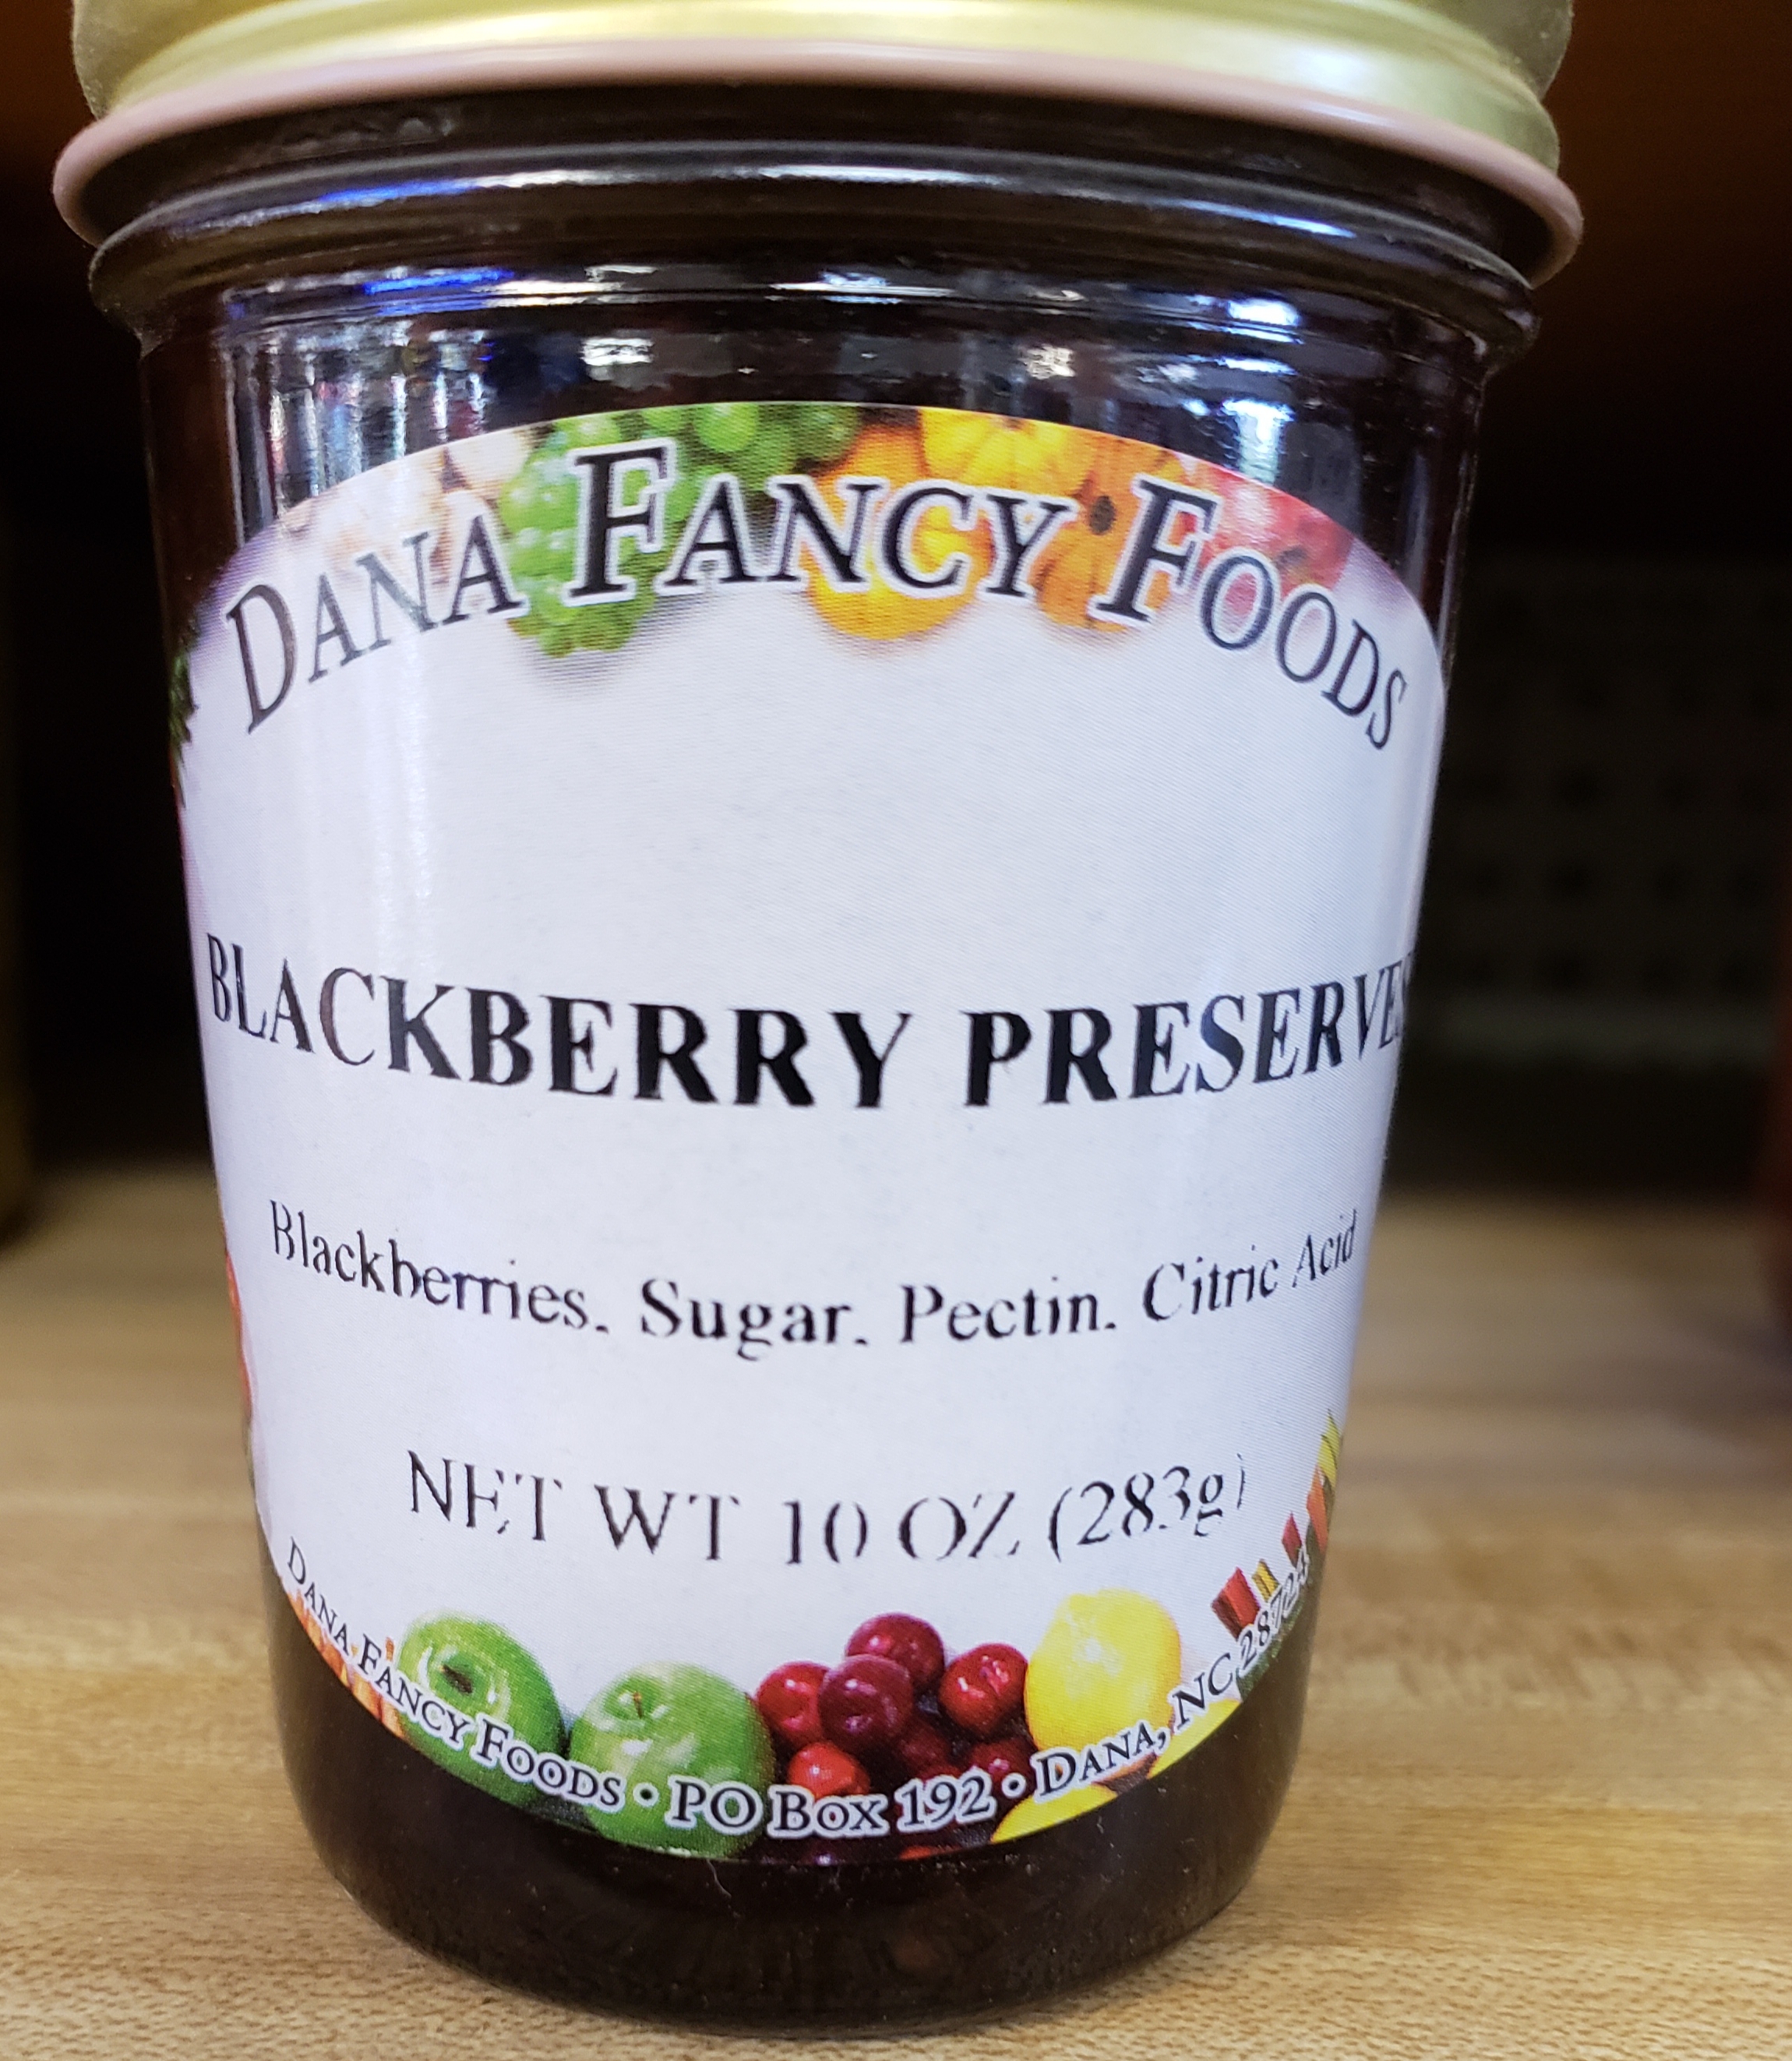 DANA FANCY FOODS
BLACKBERRY PRESERVES
Blackberries, Sugar, Pectin, Citric Acid
NET WT 10 OZ (283g)
DANA FANCY FOODS • PO BOX 192 • DANA, NC 28724